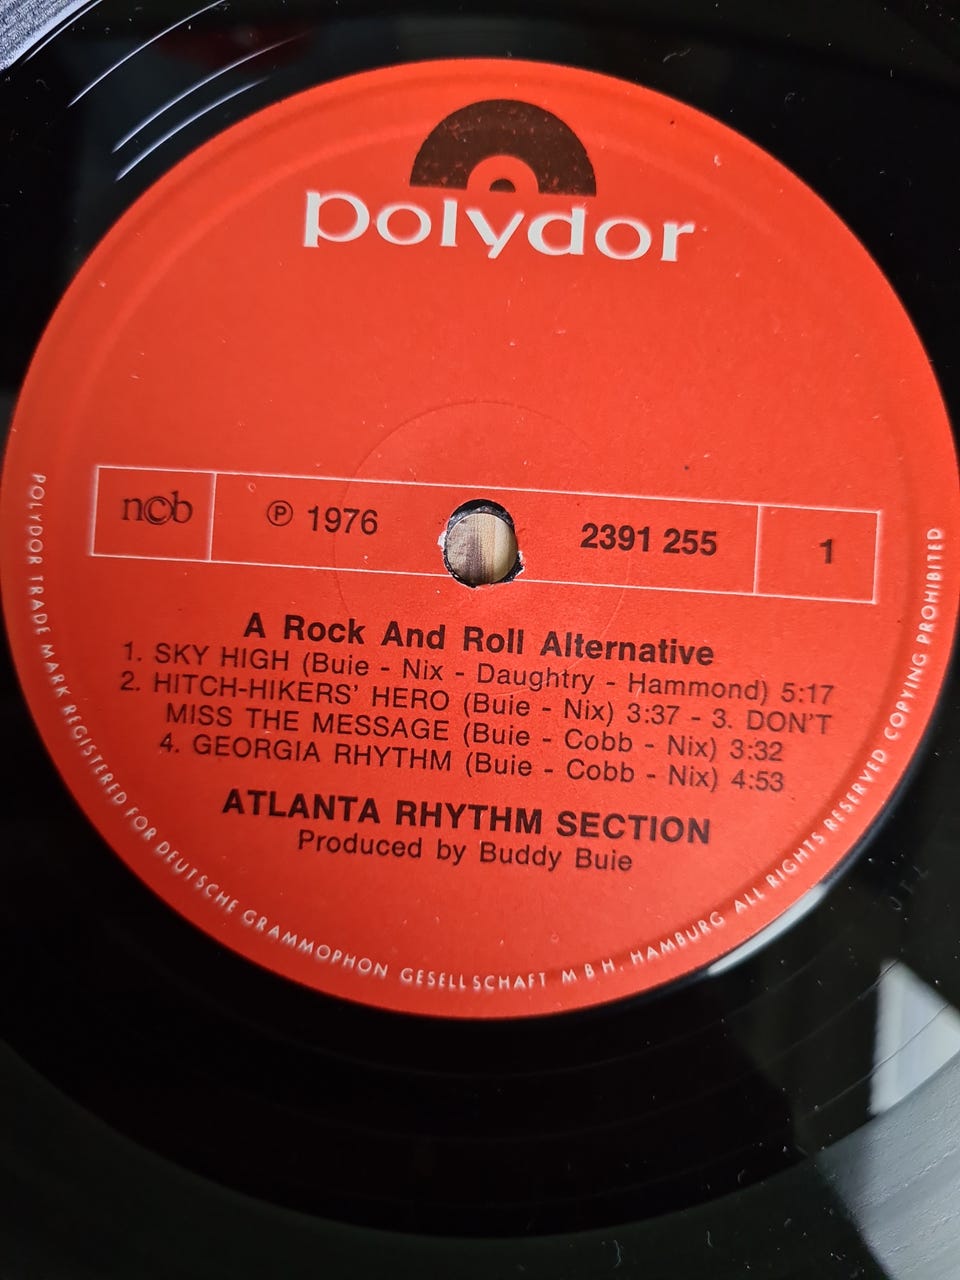 polydor
n©b
℗ 1976
2391 255
1
A Rock And Roll Alternative
1. SKY HIGH (Buie - Nix - Daughtry - Hammond) 5:17
2. HITCH-HIKERS' HERO (Buie - Nix) 3:37 - 3. DON'T
MISS THE MESSAGE (Buie - Cobb - Nix) 3:32
4. GEORGIA RHYTHM (Buie - Cobb - Nix) 4:53
ATLANTA RHYTHM SECTION
Produced by Buddy Buie
POLYDOR TRADE MARK REGISTERED FOR DEUTSCHE GRAMMOPHON GESELLSCHAFT M B H. HAMBURG ALL RIGHTS RESERVED COPYING PROHIBITED